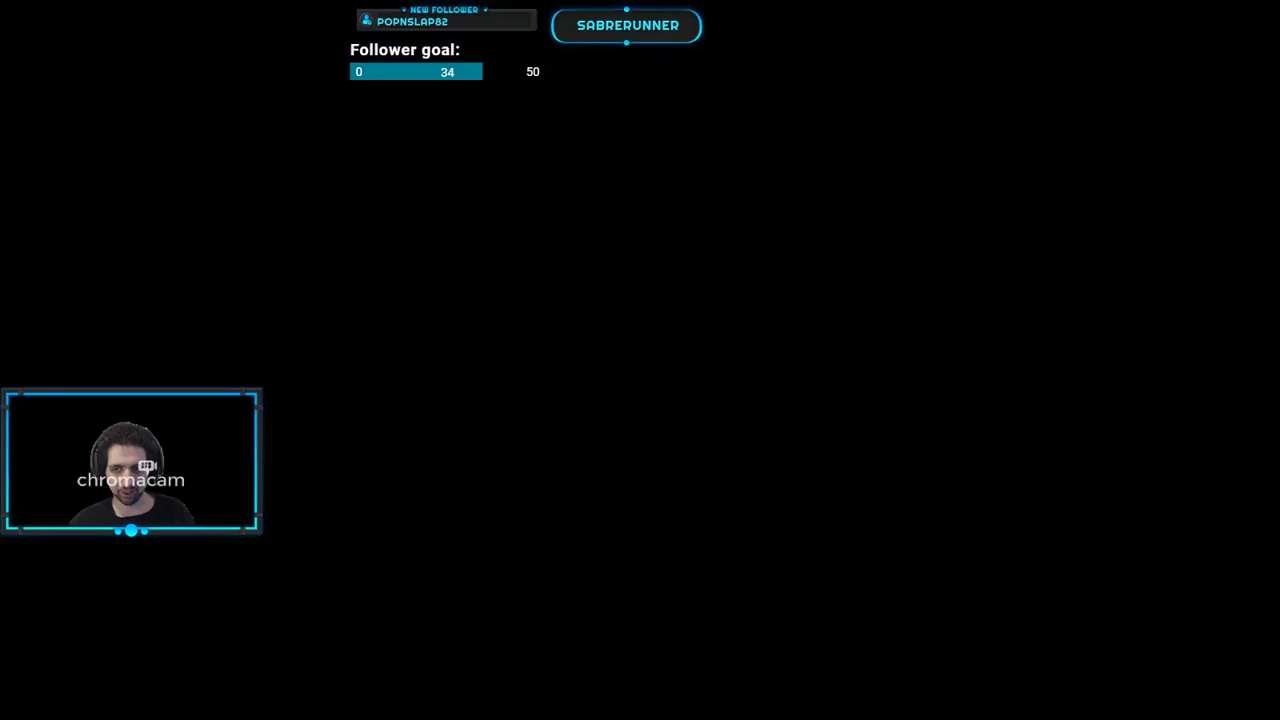 NEW FOLLOWER
POPNSLAP82
SABRERUNNER
Follower goal:
0 34 50
chromacam